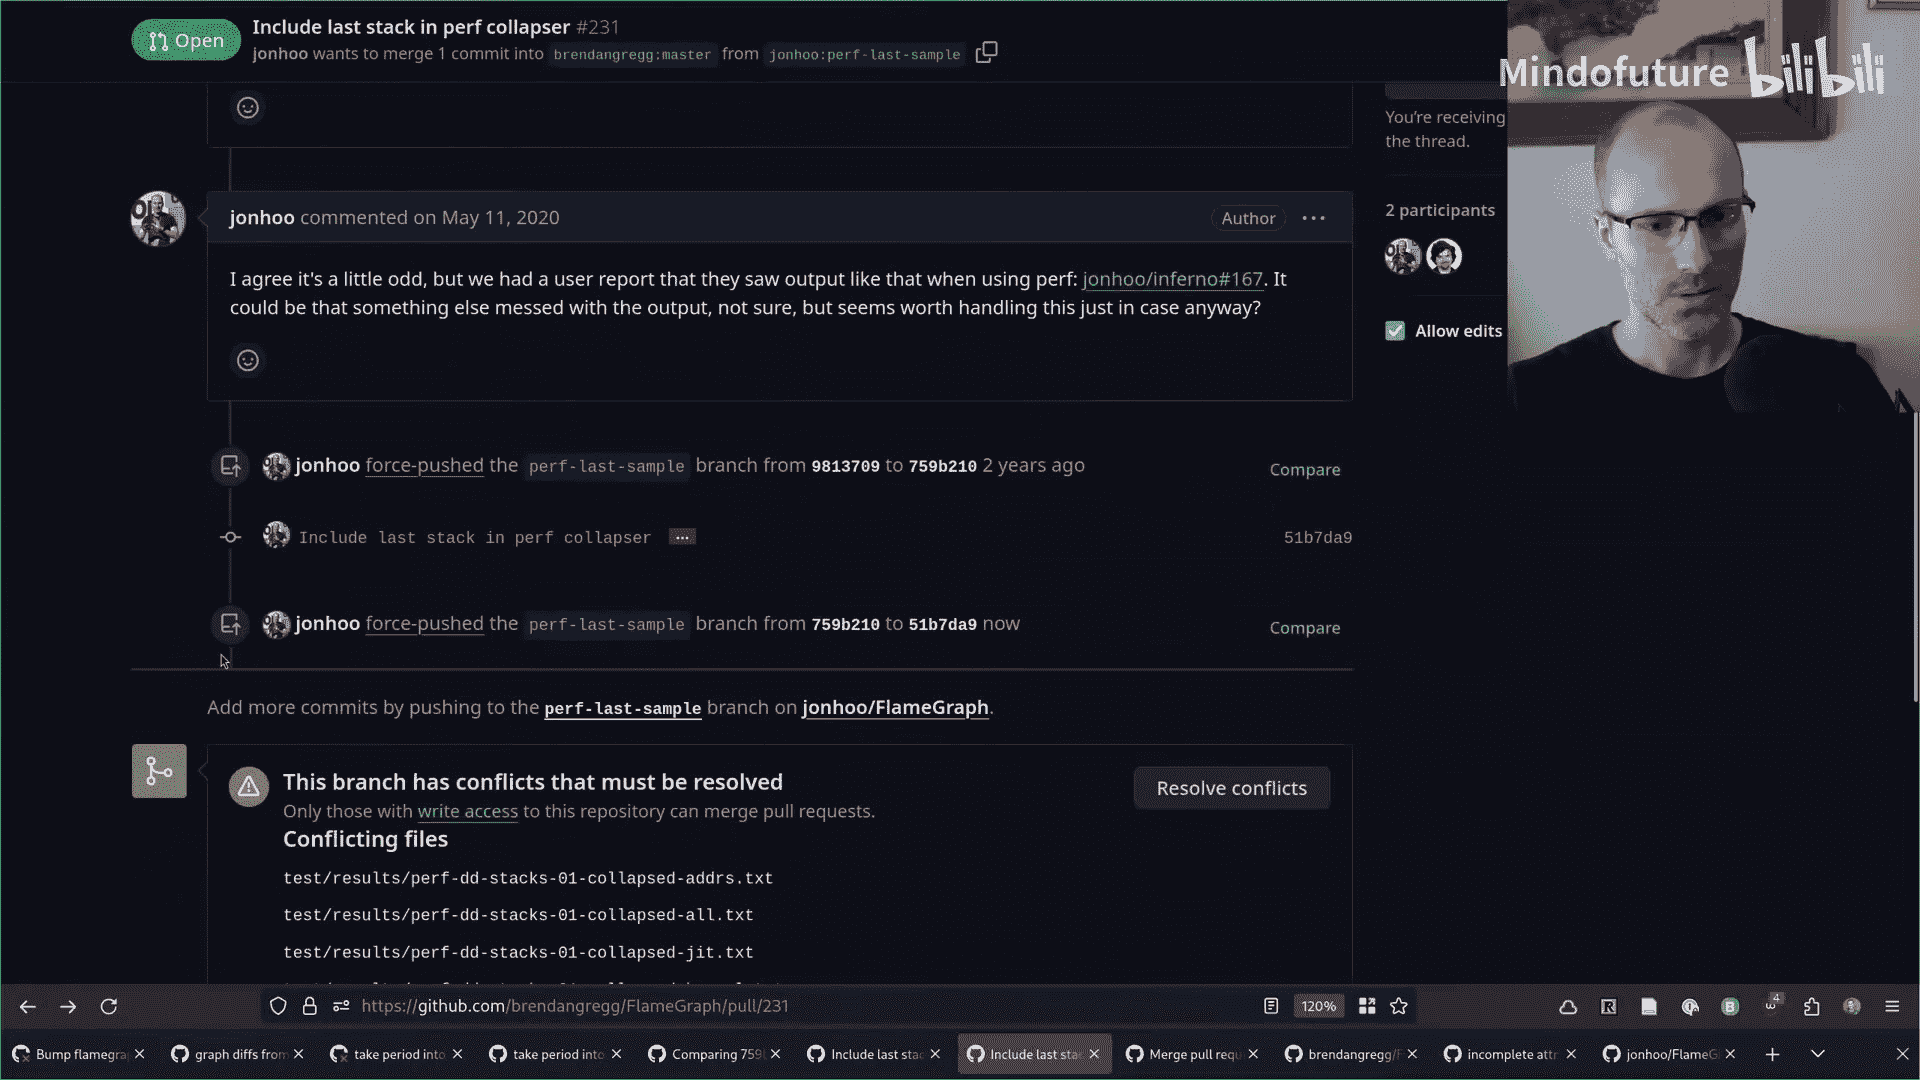 Open
Include last stack in perf collapser #231
jonhoo wants to merge 1 commit into brendangregg:master from jonhoo:perf-last-sample
Mindofuture bilibili
You're receiving
the thread.
jonhoo commented on May 11, 2020
Author
2 participants
I agree it's a little odd, but we had a user report that they saw output like that when using perf: jonhoo/inferno#167. It
could be that something else messed with the output, not sure, but seems worth handling this just in case anyway?
Allow edits
jonhoo force-pushed the perf-last-sample branch from 9813709 to 759b210 2 years ago
Compare
Include last stack in perf collapser ...
51b7da9
jonhoo force-pushed the perf-last-sample branch from 759b210 to 51b7da9 now
Compare
Add more commits by pushing to the perf-last-sample branch on jonhoo/FlameGraph.
This branch has conflicts that must be resolved
Only those with write access to this repository can merge pull requests.
Resolve conflicts
Conflicting files
test/results/perf-dd-stacks-01-collapsed-addrs.txt
test/results/perf-dd-stacks-01-collapsed-all.txt
test/results/perf-dd-stacks-01-collapsed-jit.txt
https://github.com/brendangregg/FlameGraph/pull/231
120%
4
Bump flamegra
graph diffs from
take period into
take period into
Comparing 759
Include last stac
Include last stac
Merge pull requ
brendangregg/F
incomplete attr
jonhoo/FlameG